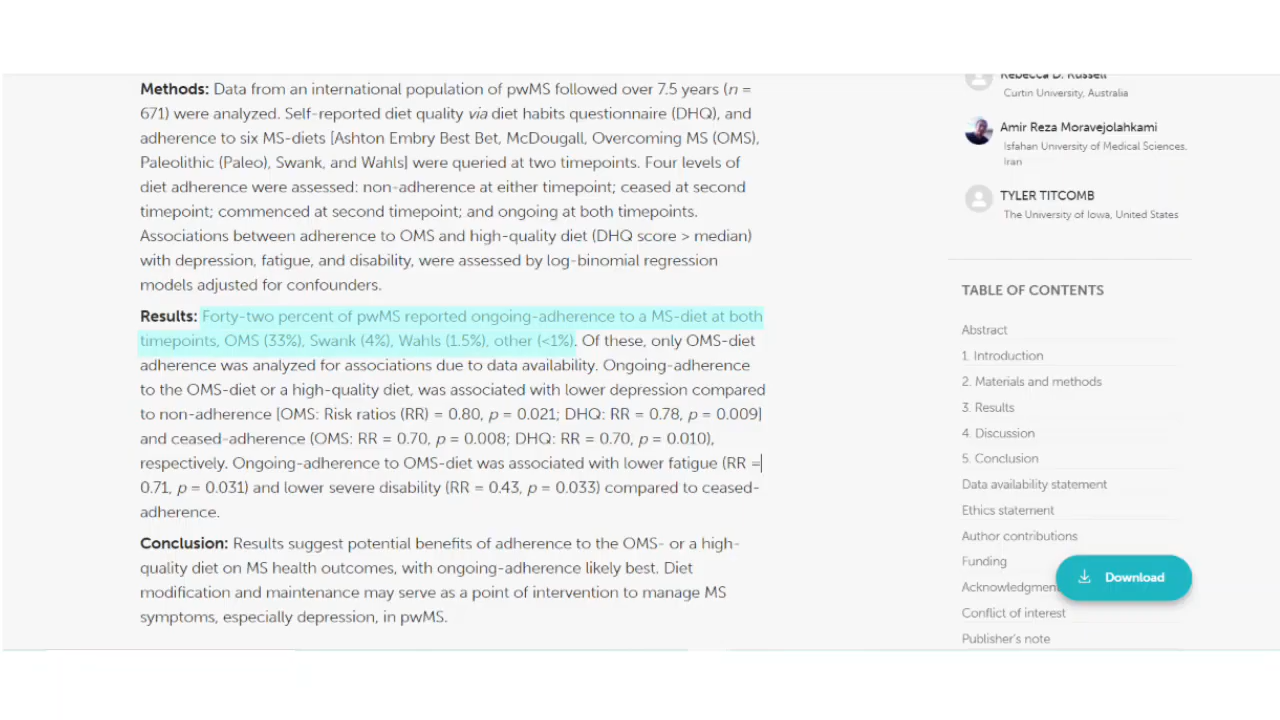 Methods: Data from an international population of pwMS followed over 7.5 years (n =
671) were analyzed. Self-reported diet quality via diet habits questionnaire (DHQ), and
adherence to six MS-diets [Ashton Embry Best Bet, McDougall, Overcoming MS (OMS),
Paleolithic (Paleo), Swank, and Wahls] were queried at two timepoints. Four levels of
diet adherence were assessed: non-adherence at either timepoint; ceased at second
timepoint; commenced at second timepoint; and ongoing at both timepoints.
Associations between adherence to OMS and high-quality diet (DHQ score > median)
with depression, fatigue, and disability, were assessed by log-binomial regression
models adjusted for confounders.
Results: Forty-two percent of pwMS reported ongoing-adherence to a MS-diet at both
timepoints, OMS (33%), Swank (4%), Wahls (1.5%), other (<1%). Of these, only OMS-diet
adherence was analyzed for associations due to data availability. Ongoing-adherence
to the OMS-diet or a high-quality diet, was associated with lower depression compared
to non-adherence [OMS: Risk ratios (RR) = 0.80, p = 0.021; DHQ: RR = 0.78, p = 0.009]
and ceased-adherence (OMS: RR = 0.70, p = 0.008; DHQ: RR = 0.70, p = 0.010),
respectively. Ongoing-adherence to OMS-diet was associated with lower fatigue (RR =
0.71, p = 0.031) and lower severe disability (RR = 0.43, p = 0.033) compared to ceased-
adherence.
Conclusion: Results suggest potential benefits of adherence to the OMS- or a high-
quality diet on MS health outcomes, with ongoing-adherence likely best. Diet
modification and maintenance may serve as a point of intervention to manage MS
symptoms, especially depression, in pwMS.
Rebecca D. Russell
Curtin University, Australia
Amir Reza Moravejolahkami
Isfahan University of Medical Sciences,
Iran
TYLER TITCOMB
The University of Iowa, United States
TABLE OF CONTENTS
Abstract
1. Introduction
2. Materials and methods
3. Results
4. Discussion
5. Conclusion
Data availability statement
Ethics statement
Author contributions
Funding
Download
Acknowledgmen
Conflict of interest
Publisher's note